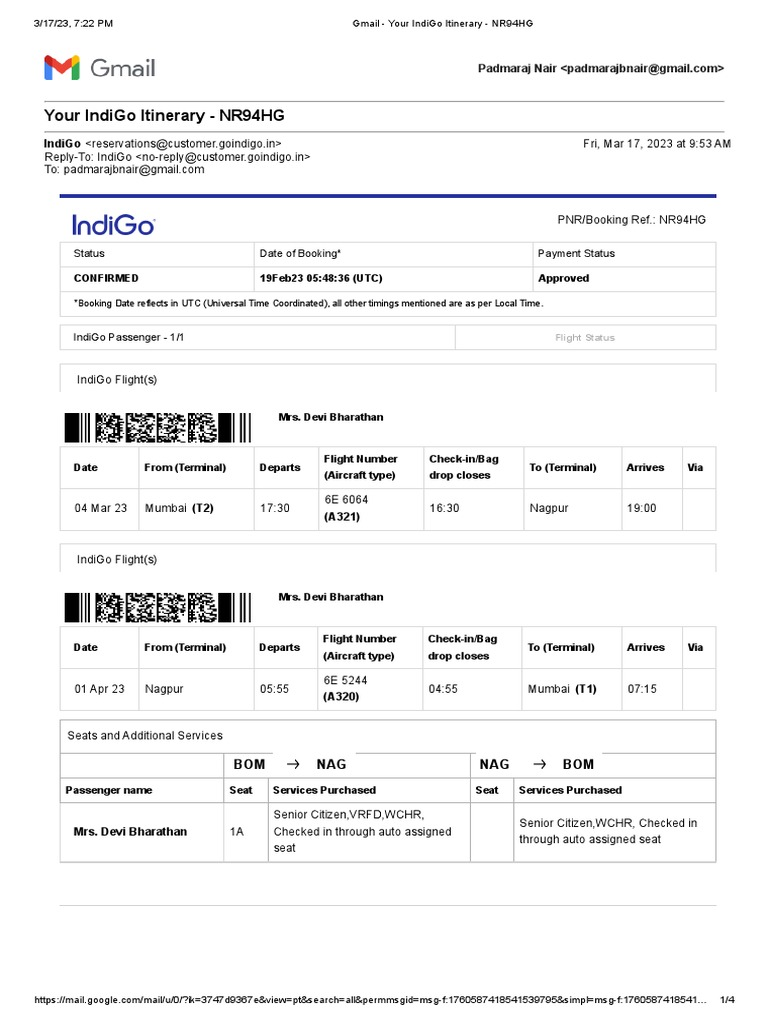 3/17/23, 7:22 PM Gmail - Your IndiGo Itinerary - NR94HG
Gmail Padmaraj Nair <padmarajbnair@gmail.com>
Your IndiGo Itinerary - NR94HG
IndiGo <reservations@customer.goindigo.in> Fri, Mar 17, 2023 at 9:53 AM
Reply-To: IndiGo <no-reply@customer.goindigo.in>
To: padmarajbnair@gmail.com
IndiGo PNR/Booking Ref.: NR94HG
Status Date of Booking* Payment Status
CONFIRMED 19Feb23 05:48:36 (UTC) Approved
*Booking Date reflects in UTC (Universal Time Coordinated), all other timings mentioned are as per Local Time.
IndiGo Passenger - 1/1 Flight Status
IndiGo Flight(s)
Mrs. Devi Bharathan
Date From (Terminal) Departs Flight Number (Aircraft type) Check-in/Bag drop closes To (Terminal) Arrives Via
04 Mar 23 Mumbai (T2) 17:30 6E 6064 (A321) 16:30 Nagpur 19:00
IndiGo Flight(s)
Mrs. Devi Bharathan
Date From (Terminal) Departs Flight Number (Aircraft type) Check-in/Bag drop closes To (Terminal) Arrives Via
01 Apr 23 Nagpur 05:55 6E 5244 (A320) 04:55 Mumbai (T1) 07:15
Seats and Additional Services
BOM → NAG NAG → BOM
Passenger name Seat Services Purchased Seat Services Purchased
Mrs. Devi Bharathan 1A Senior Citizen,VRFD,WCHR, Checked in through auto assigned seat Senior Citizen,WCHR, Checked in through auto assigned seat
https://mail.google.com/mail/u/0/?ik=3747d9367e&view=pt&search=all&permmsgid=msg-f:1760587418541539795&simpl=msg-f:1760587418541... 1/4